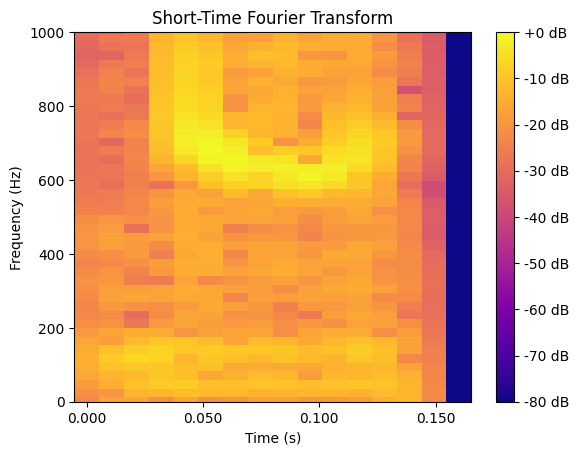 Short-Time Fourier Transform
1000
800
600
400
200
0
Frequency (Hz)
0.000
0.050
0.100
0.150
Time (s)
+0 dB
-10 dB
-20 dB
-30 dB
-40 dB
-50 dB
-60 dB
-70 dB
-80 dB